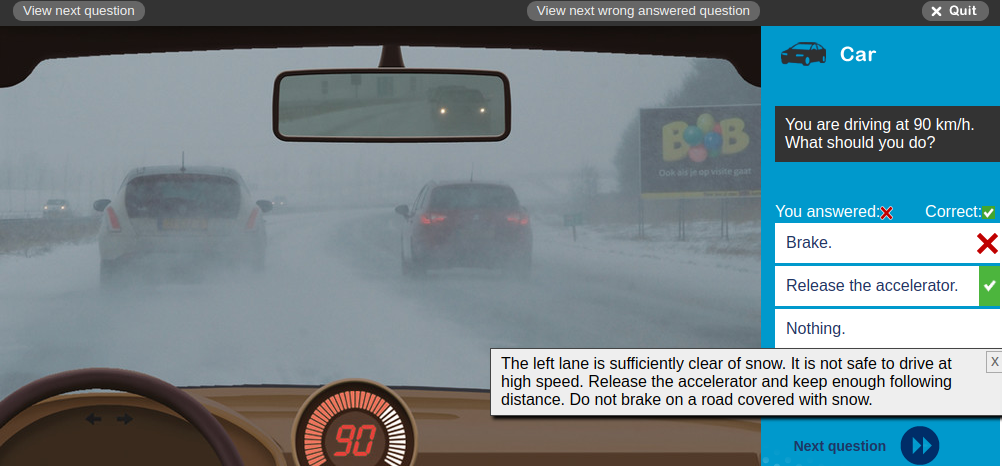 View next question
View next wrong answered question
Quit
Car
BOB
Ook als je op visite gaat
You are driving at 90 km/h.
What should you do?
You answered:
Correct:
Brake.
Release the accelerator.
Nothing.
The left lane is sufficiently clear of snow. It is not safe to drive at
high speed. Release the accelerator and keep enough following
distance. Do not brake on a road covered with snow.
X
90
Next question